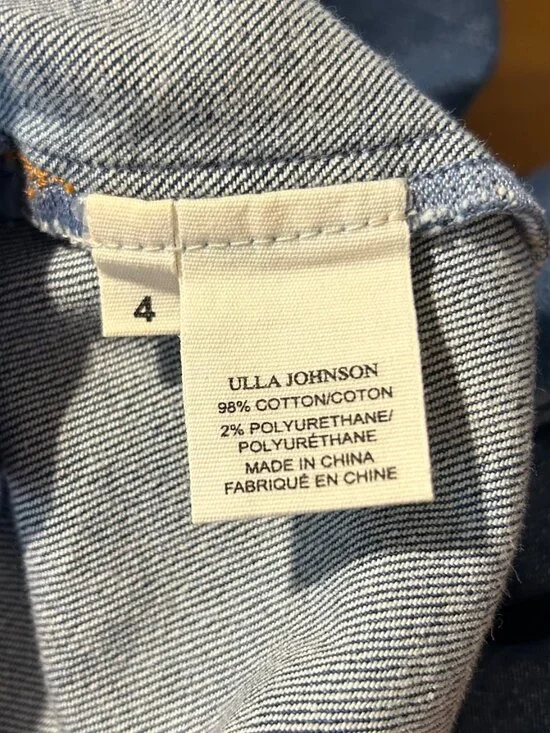 4
ULLA JOHNSON
98% COTTON/COTON
2% POLYURETHANE/
POLYURÉTHANE
MADE IN CHINA
FABRIQUÉ EN CHINE